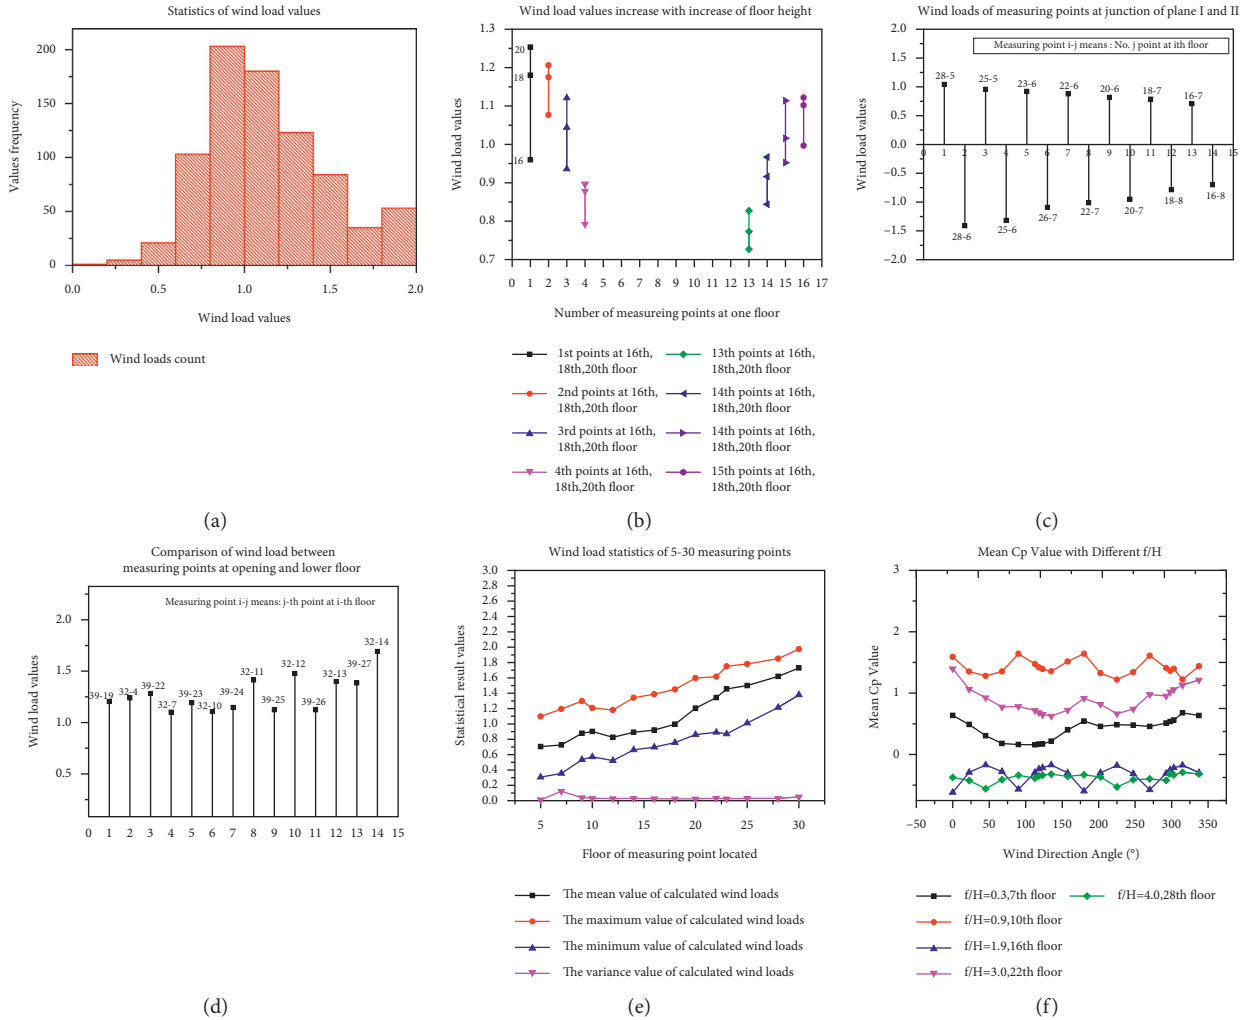 Statistics of wind load values
200
150
100
50
0
Values frequency
0.0 0.5 1.0 1.5 2.0
Wind load values
Wind loads count
(a)
Wind load values increase with increase of floor height
1.3
1.2
1.1
1.0
0.9
0.8
0.7
Wind load values
20
18
16
0 1 2 3 4 5 6 7 8 9 10 11 12 13 14 15 16 17
Number of measureing points at one floor
1st points at 16th,
18th,20th floor
2nd points at 16th,
18th,20th floor
3rd points at 16th,
18th,20th floor
4th points at 16th,
18th,20th floor
13th points at 16th,
18th,20th floor
14th points at 16th,
18th,20th floor
14th points at 16th,
18th,20th floor
15th points at 16th,
18th,20th floor
(b)
Wind loads of measuring points at junction of plane I and II
2.0
1.5
1.0
0.5
0.0
−0.5
−1.0
−1.5
−2.0
Wind load values
Measuring point i-j means : No. j point at ith floor
28-5 25-5 23-6 22-6 20-6 18-7 16-7
0 1 2 3 4 5 6 7 8 9 10 11 12 13 14 15
28-6 25-6 26-7 22-7 20-7 18-8 16-8
(c)
Comparison of wind load between
measuring points at opening and lower floor
2.0
1.5
1.0
0.5
Wind load values
Measuring point i-j means: j-th point at i-th floor
39-19 32-4 39-22 32-7 39-23 32-10 39-24 32-11 39-25 32-12 39-26 32-13 39-27 32-14
0 1 2 3 4 5 6 7 8 9 10 11 12 13 14 15
(d)
Wind load statistics of 5-30 measuring points
3.0
2.8
2.6
2.4
2.2
2.0
1.8
1.6
1.4
1.2
1.0
0.8
0.6
0.4
0.2
0.0
Statistical result values
5 10 15 20 25 30
Floor of measuring point located
The mean value of calculated wind loads
The maximum value of calculated wind loads
The minimum value of calculated wind loads
The variance value of calculated wind loads
(e)
Mean Cp Value with Different f/H
3
2
1
0
Mean Cp Value
−50 0 50 100 150 200 250 300 350
Wind Direction Angle (°)
f/H=0.3,7th floor
f/H=4.0,28th floor
f/H=0.9,10th floor
f/H=1.9,16th floor
f/H=3.0,22th floor
(f)